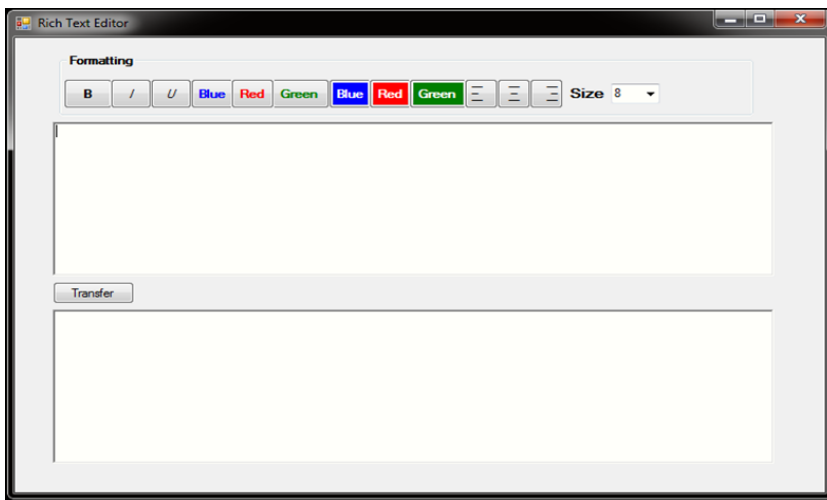 Rich Text Editor
Formatting
B I U Blue Red Green Blue Red Green Size 8
Transfer